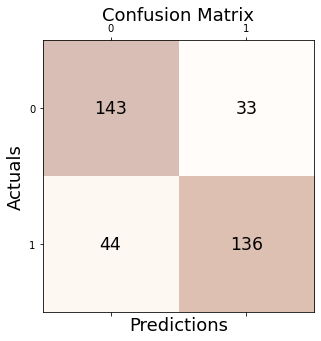 Confusion Matrix
0 1
0 143 33
Actuals
1 44 136
Predictions